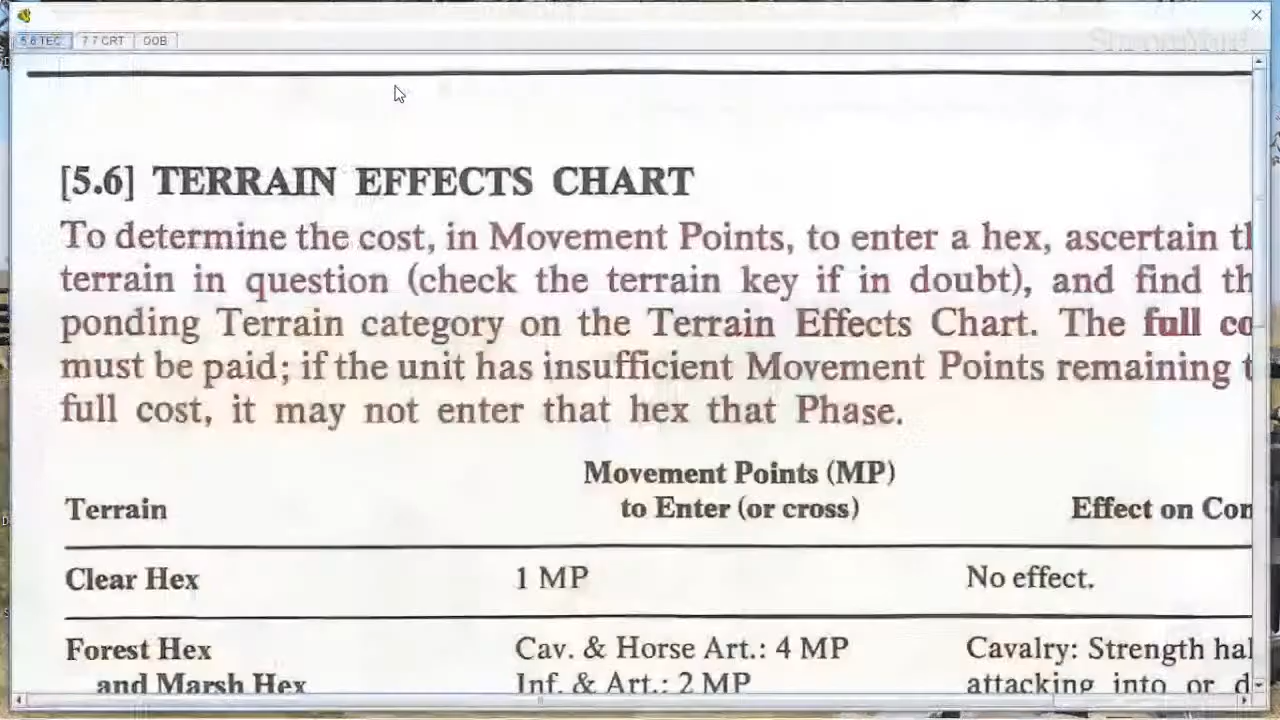 5.6 TEC 7.7 CRT OOB
StreamYard
[5.6] TERRAIN EFFECTS CHART
To determine the cost, in Movement Points, to enter a hex, ascertain
terrain in question (check the terrain key if in doubt), and find
ponding Terrain category on the Terrain Effects Chart. The full
must be paid; if the unit has insufficient Movement Points remaining
full cost, it may not enter that hex that Phase.
Movement Points (MP)
Terrain to Enter (or cross) Effect on
Clear Hex 1 MP No effect.
Forest Hex Cav. & Horse Art.: 4 MP Cavalry: Strength
and Marsh Hex Inf. & Art.: 2 MP attacking into or